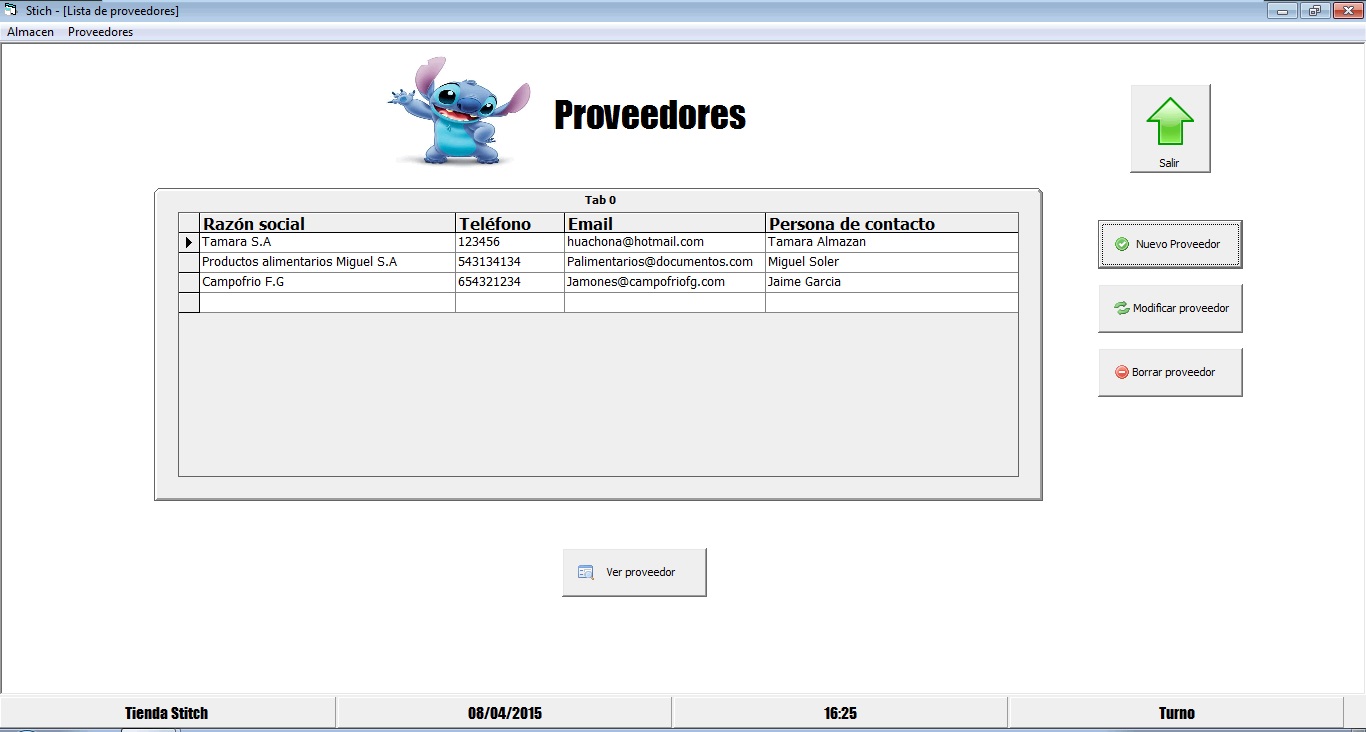 Stich - [Lista de proveedores]
Almacen Proveedores
Proveedores
Salir
Tab 0
Razón social Teléfono Email Persona de contacto
Tamara S.A 123456 huachona@hotmail.com Tamara Almazan
Productos alimentarios Miguel S.A 543134134 Palimentarios@documentos.com Miguel Soler
Campofrio F.G 654321234 Jamones@campofriofg.com Jaime Garcia
Nuevo Proveedor
Modificar proveedor
Borrar proveedor
Ver proveedor
Tienda Stitch 08/04/2015 16:25 Turno